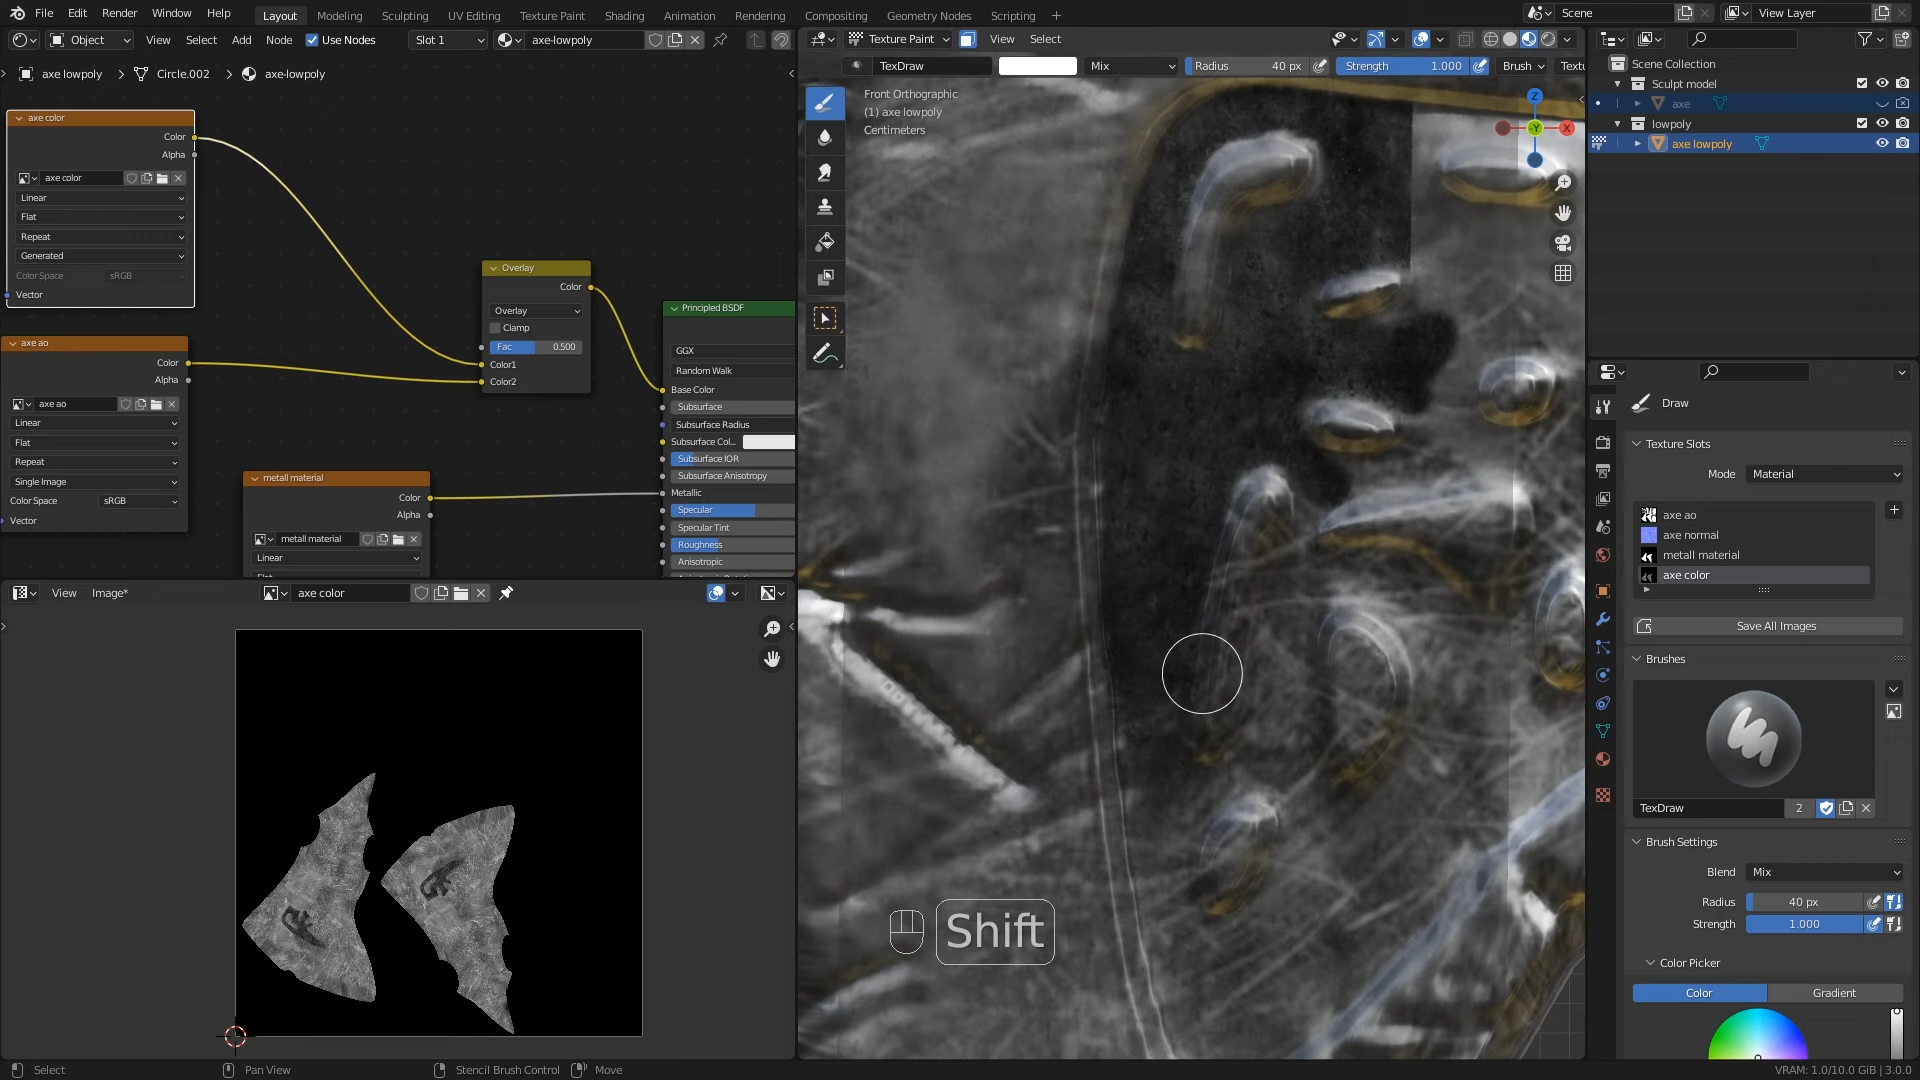 File Edit Render Window Help Layout Modeling Sculpting UV Editing Texture Paint Shading Animation Rendering Compositing Geometry Nodes Scripting + Scene View Layer
Object View Select Add Node Use Nodes Slot 1 axe-lowpoly
Texture Paint View Select
axe lowpoly Circle.002 axe-lowpoly
TexDraw Mix Radius 40 px Strength 1.000 Brush Textu
axe color
Color
Alpha
axe color
Linear
Flat
Repeat
Generated
Color Space sRGB
Vector
axe ao
Color
Alpha
axe ao
Linear
Flat
Repeat
Single Image
Color Space sRGB
Vector
Overlay
Color
Overlay
Clamp
Fac 0.500
Color1
Color2
metall material
Color
Alpha
metall material
Linear
Principled BSDF
GGX
Random Walk
Base Color
Subsurface
Subsurface Radius
Subsurface Col...
Subsurface IOR
Subsurface Anisotropy
Metallic
Specular
Specular Tint
Roughness
Anisotropic
View Image* axe color
Front Orthographic
(1) axe lowpoly
Centimeters
Z
Y
X
Shift
Scene Collection
Sculpt model
axe
lowpoly
axe lowpoly
Draw
Texture Slots
Mode Material
axe ao
axe normal
metall material
axe color
Save All Images
Brushes
TexDraw 2
Brush Settings
Blend Mix
Radius 40 px
Strength 1.000
Color Picker
Color Gradient
Select Pan View Stencil Brush Control Move VRAM: 1.0/10.0 GiB | 3.0.0